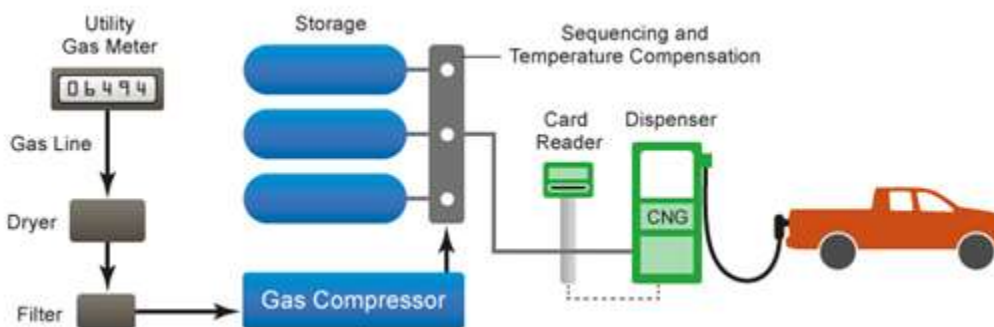 Utility
Gas Meter
06494
Gas Line
Dryer
Filter
Storage
Gas Compressor
Sequencing and
Temperature Compensation
Card
Reader
Dispenser
CNG